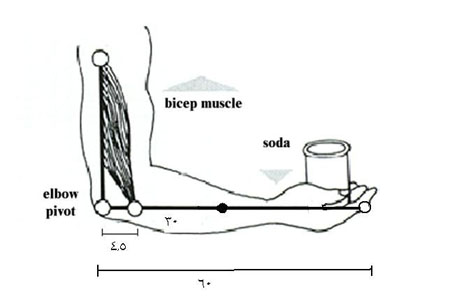 bicep muscle
soda
elbow
pivot
٣٠
٤.٥
٦٠